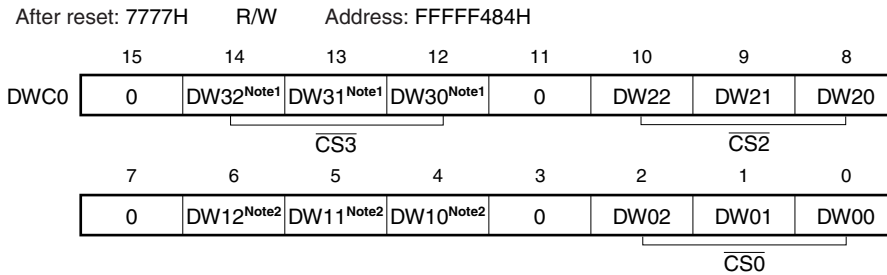 After reset: 7777H R/W Address: FFFFF484H
15 14 13 12 11 10 9 8
DWC0 0 DW32Note1 DW31Note1 DW30Note1 0 DW22 DW21 DW20
CS3 CS2
7 6 5 4 3 2 1 0
0 DW12Note2 DW11Note2 DW10Note2 0 DW02 DW01 DW00
CS0